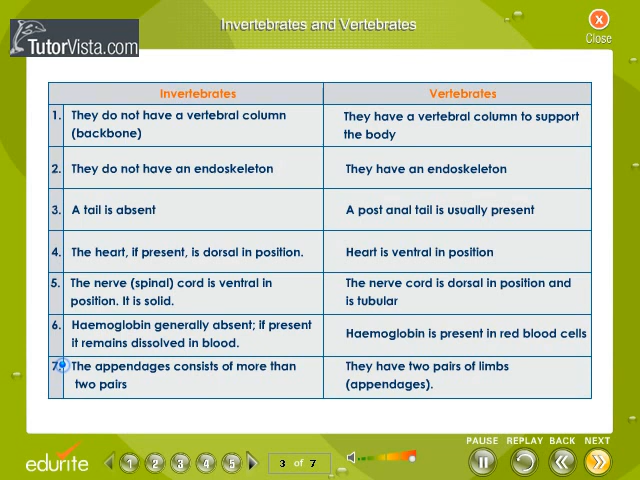 Invertebrates and Vertebrates
TutorVista.com
Close
Invertebrates
Vertebrates
1. They do not have a vertebral column
(backbone)
They have a vertebral column to support
the body
2. They do not have an endoskeleton
They have an endoskeleton
3. A tail is absent
A post anal tail is usually present
4. The heart, if present, is dorsal in position.
Heart is ventral in position
5. The nerve (spinal) cord is ventral in
position. It is solid.
The nerve cord is dorsal in position and
is tubular
6. Haemoglobin generally absent; if present
it remains dissolved in blood.
Haemoglobin is present in red blood cells
7. The appendages consists of more than
two pairs
They have two pairs of limbs
(appendages).
PAUSE REPLAY BACK NEXT
edurite
1 2 3 4 5
3 of 7